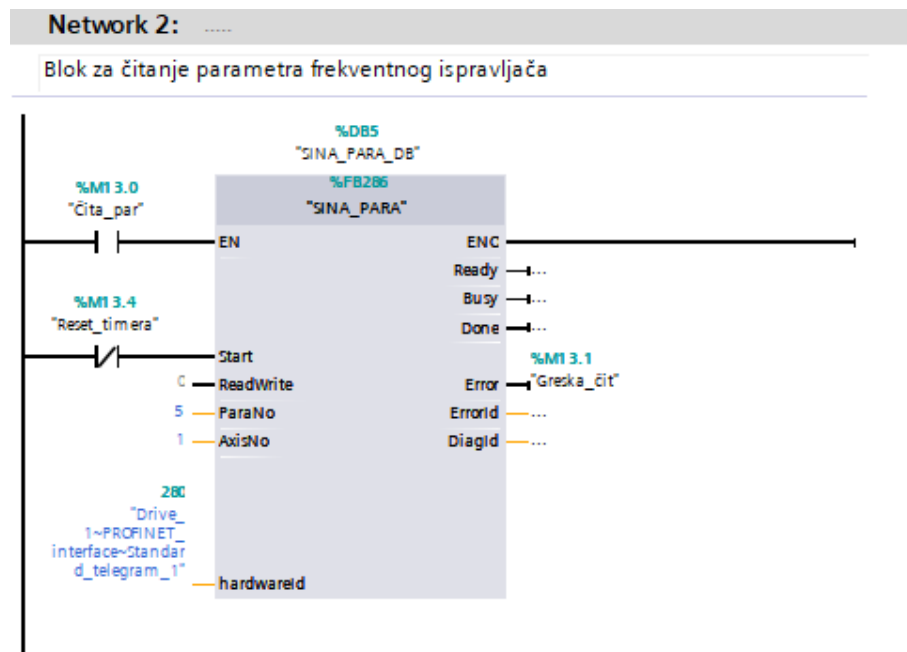 Network 2: .....
Blok za čitanje parametra frekventnog ispravljača
%DB5
"SINA_PARA_DB"
%M13.0
"Čita_par"
%FB286
"SINA_PARA"
EN
ENC
Ready ...
Busy ...
Done ...
%M13.4
"Reset_timera"
Start
%M13.1
0 ReadWrite
Error "Greska_čit"
5 ParaNo
ErrorId ...
1 AxisNo
DiagId ...
280
"Drive_
1~PROFINET_
interface~Standar
d_telegram_1"
hardwareId